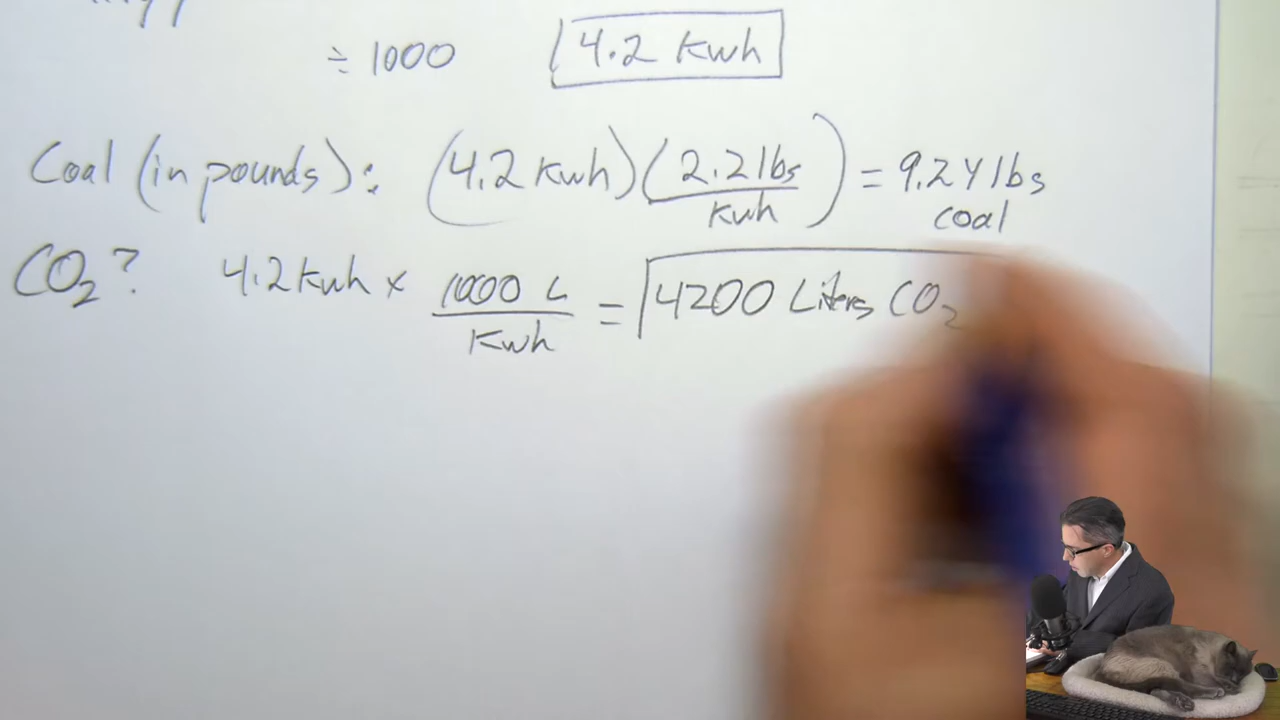 ÷ 1000 4.2 Kwh
Coal (in pounds): (4.2 Kwh)(2.2 lbs / Kwh) = 9.24 lbs coal
CO₂? 4.2 Kwh x 1000 L / Kwh = 4200 Liters CO₂